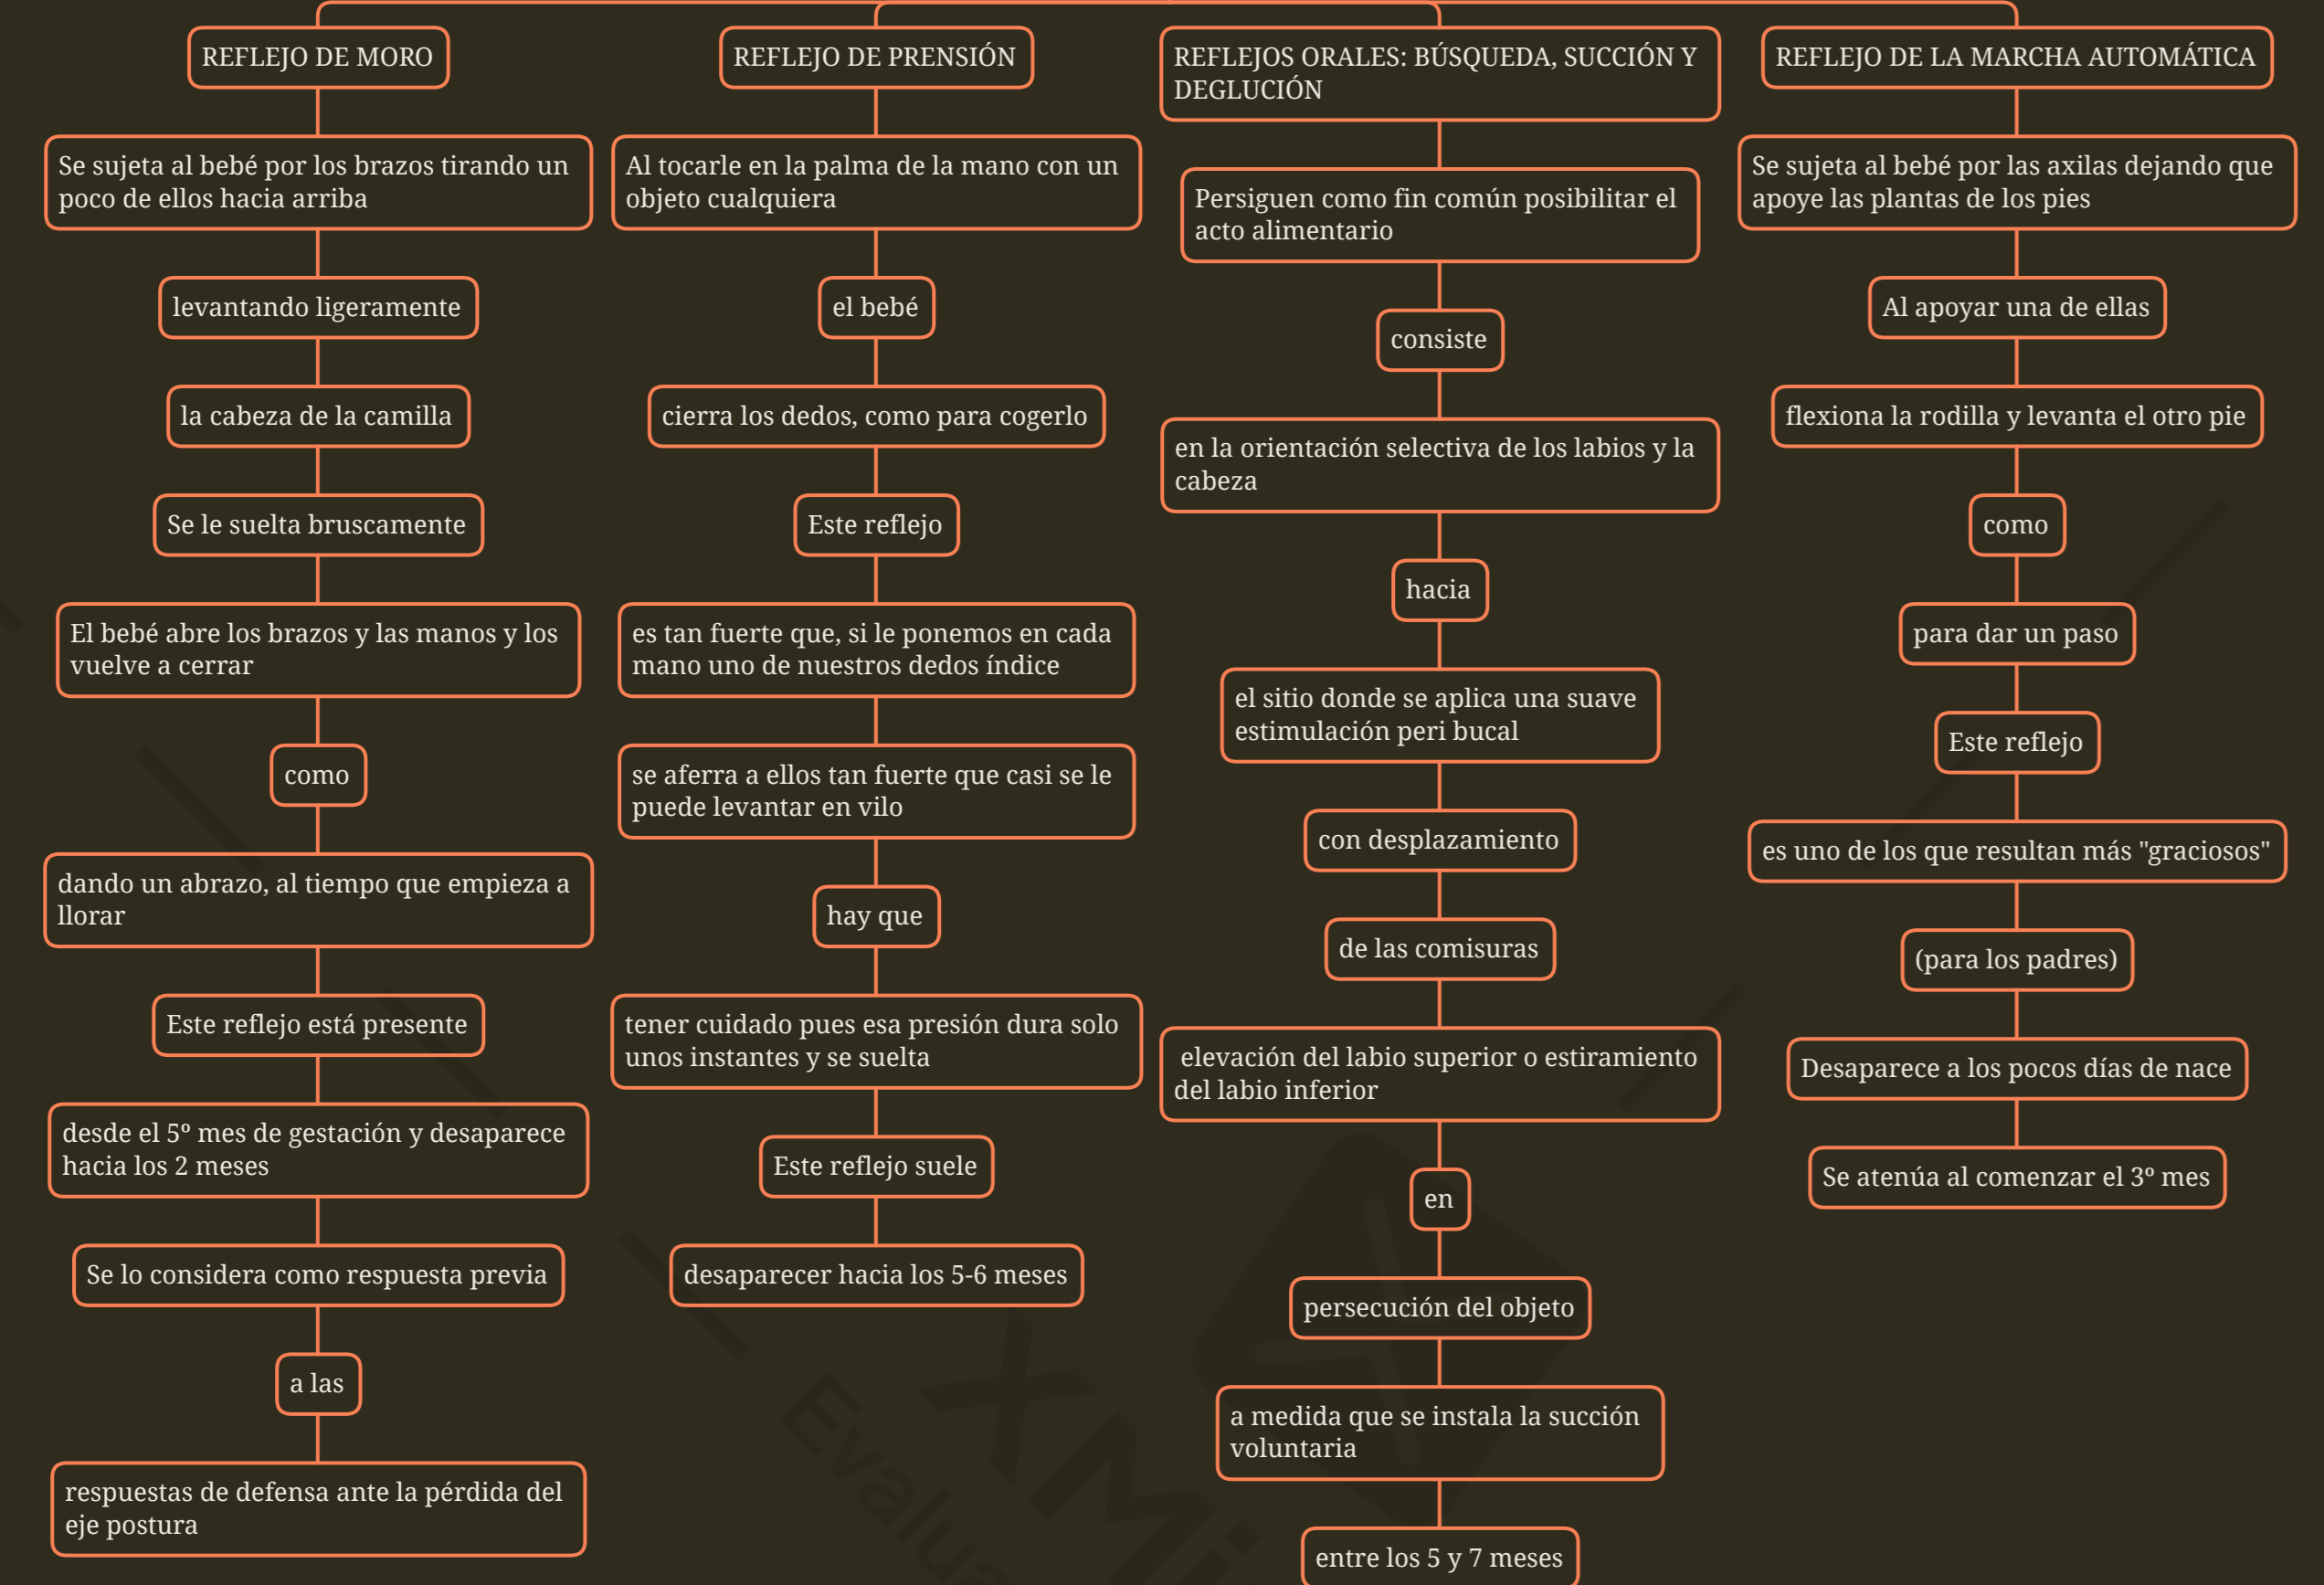 REFLEJO DE MORO
Se sujeta al bebé por los brazos tirando un
poco de ellos hacia arriba
levantando ligeramente
la cabeza de la camilla
Se le suelta bruscamente
El bebé abre los brazos y las manos y los
vuelve a cerrar
como
dando un abrazo, al tiempo que empieza a
llorar
Este reflejo está presente
desde el 5º mes de gestación y desaparece
hacia los 2 meses
Se lo considera como respuesta previa
a las
respuestas de defensa ante la pérdida del
eje postura
REFLEJO DE PRENSIÓN
Al tocarle en la palma de la mano con un
objeto cualquiera
el bebé
cierra los dedos, como para cogerlo
Este reflejo
es tan fuerte que, si le ponemos en cada
mano uno de nuestros dedos índice
se aferra a ellos tan fuerte que casi se le
puede levantar en vilo
hay que
tener cuidado pues esa presión dura solo
unos instantes y se suelta
Este reflejo suele
desaparecer hacia los 5-6 meses
REFLEJOS ORALES: BÚSQUEDA, SUCCIÓN Y
DEGLUCIÓN
Persiguen como fin común posibilitar el
acto alimentario
consiste
en la orientación selectiva de los labios y la
cabeza
hacia
el sitio donde se aplica una suave
estimulación peri bucal
con desplazamiento
de las comisuras
elevación del labio superior o estiramiento
del labio inferior
en
persecución del objeto
a medida que se instala la succión
voluntaria
entre los 5 y 7 meses
REFLEJO DE LA MARCHA AUTOMÁTICA
Se sujeta al bebé por las axilas dejando que
apoye las plantas de los pies
Al apoyar una de ellas
flexiona la rodilla y levanta el otro pie
como
para dar un paso
Este reflejo
es uno de los que resultan más "graciosos"
(para los padres)
Desaparece a los pocos días de nace
Se atenúa al comenzar el 3º mes